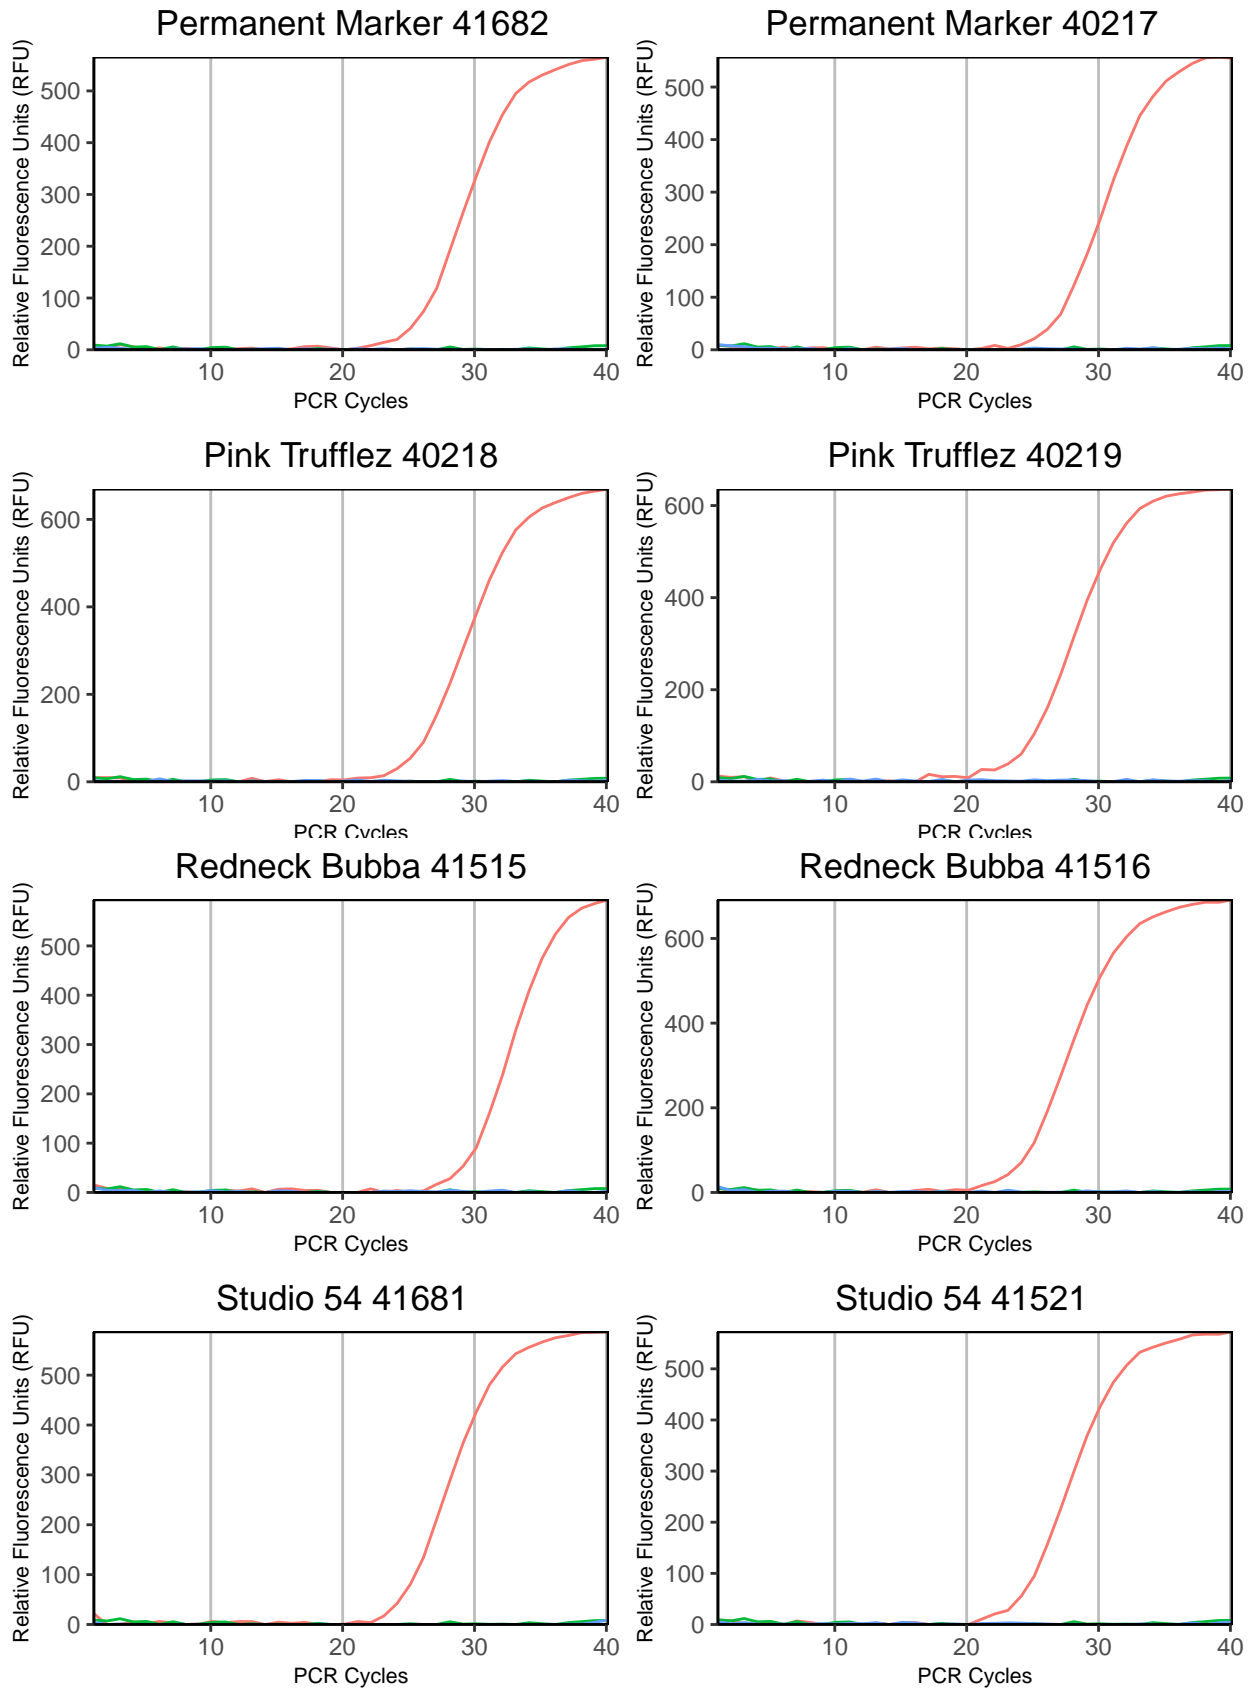 Permanent Marker 41682
Relative Fluorescence Units (RFU)
500
400
300
200
100
0
10 20 30 40
PCR Cycles
Permanent Marker 40217
Relative Fluorescence Units (RFU)
500
400
300
200
100
0
10 20 30 40
PCR Cycles
Pink Trufflez 40218
Relative Fluorescence Units (RFU)
600
400
200
0
10 20 30 40
PCR Cycles
Pink Trufflez 40219
Relative Fluorescence Units (RFU)
600
400
200
0
10 20 30 40
PCR Cycles
Redneck Bubba 41515
Relative Fluorescence Units (RFU)
500
400
300
200
100
0
10 20 30 40
PCR Cycles
Redneck Bubba 41516
Relative Fluorescence Units (RFU)
600
400
200
0
10 20 30 40
PCR Cycles
Studio 54 41681
Relative Fluorescence Units (RFU)
500
400
300
200
100
0
10 20 30 40
PCR Cycles
Studio 54 41521
Relative Fluorescence Units (RFU)
500
400
300
200
100
0
10 20 30 40
PCR Cycles